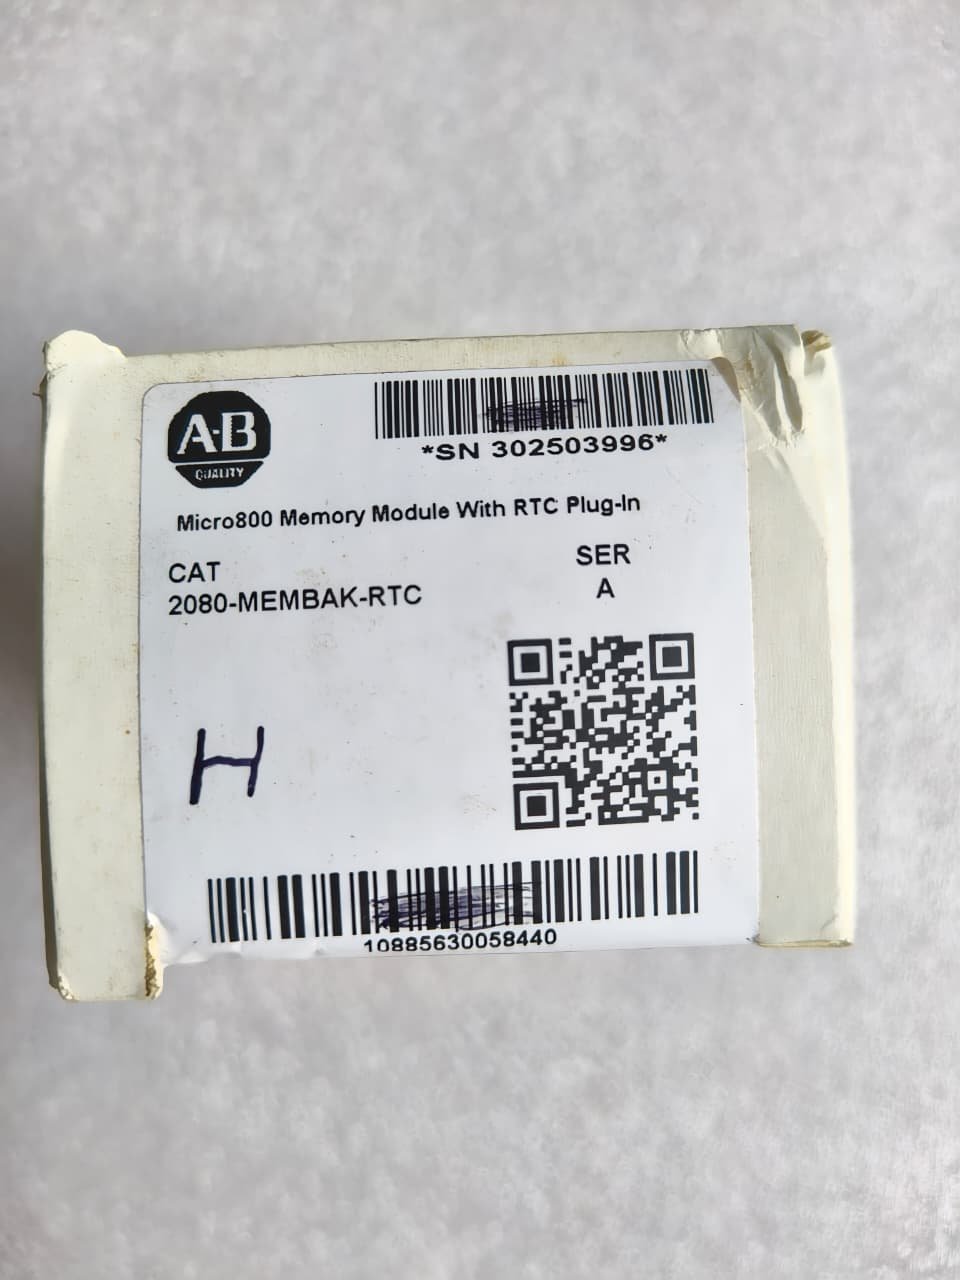 A-B
QUALITY
*SN 302503996*
Micro800 Memory Module With RTC Plug-In
CAT
2080-MEMBAK-RTC
SER
A
H
10885630058440